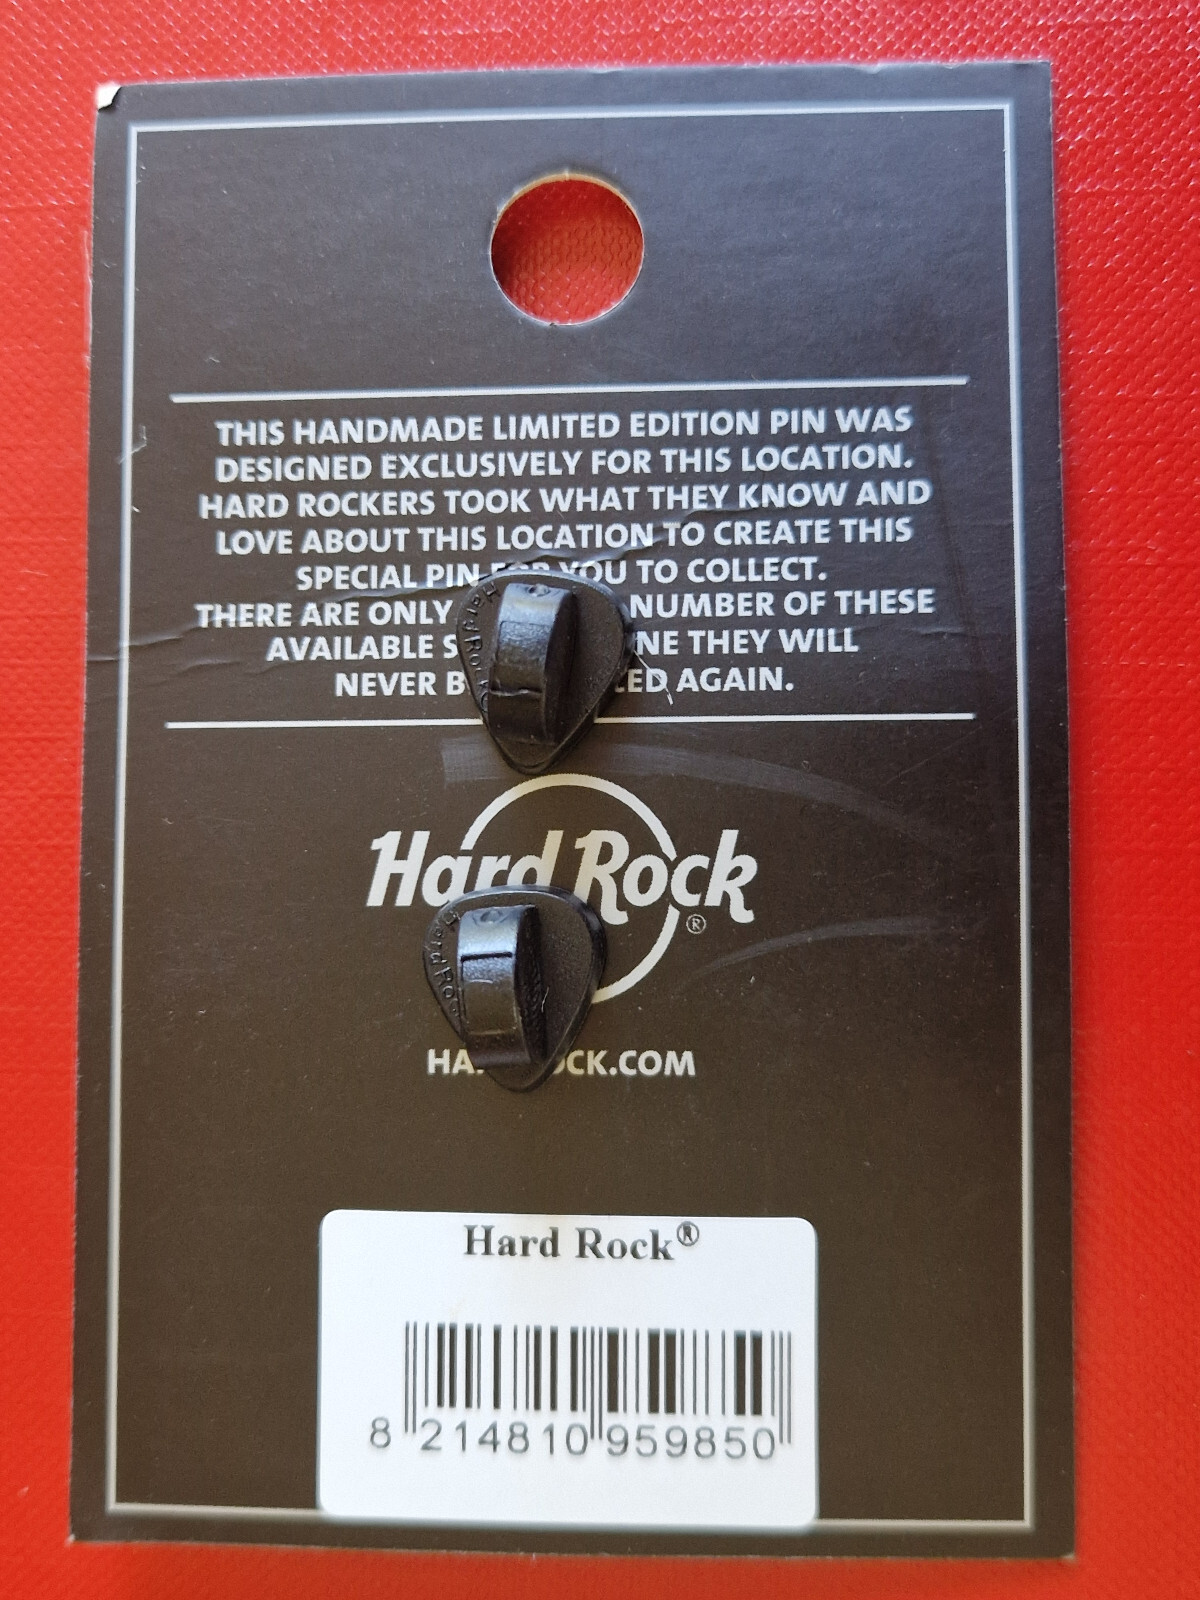 THIS HANDMADE LIMITED EDITION PIN WAS
DESIGNED EXCLUSIVELY FOR THIS LOCATION.
HARD ROCKERS TOOK WHAT THEY KNOW AND
LOVE ABOUT THIS LOCATION TO CREATE THIS
SPECIAL PIN FOR YOU TO COLLECT.
THERE ARE ONLY NUMBER OF THESE
AVAILABLE THEY WILL
NEVER AGAIN.
Hard Rock
Hard Rock®
Hard Ro
Hard Rock®
8 214810 959850